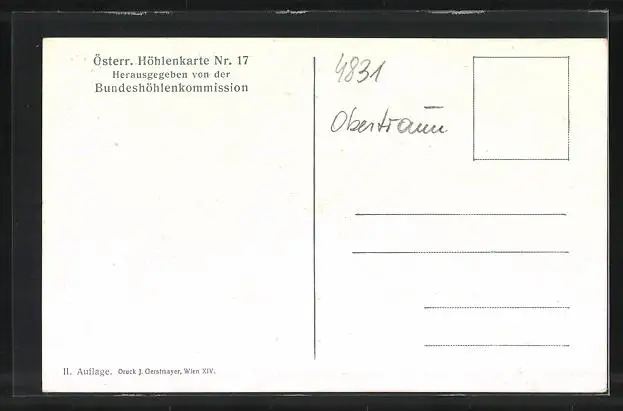 Österr. Höhlenkarte Nr. 17
Herausgegeben von der
Bundeshöhlenkommission
4831
Obertraun
II. Auflage. Druck J. Gerstmayer, Wien XIV.